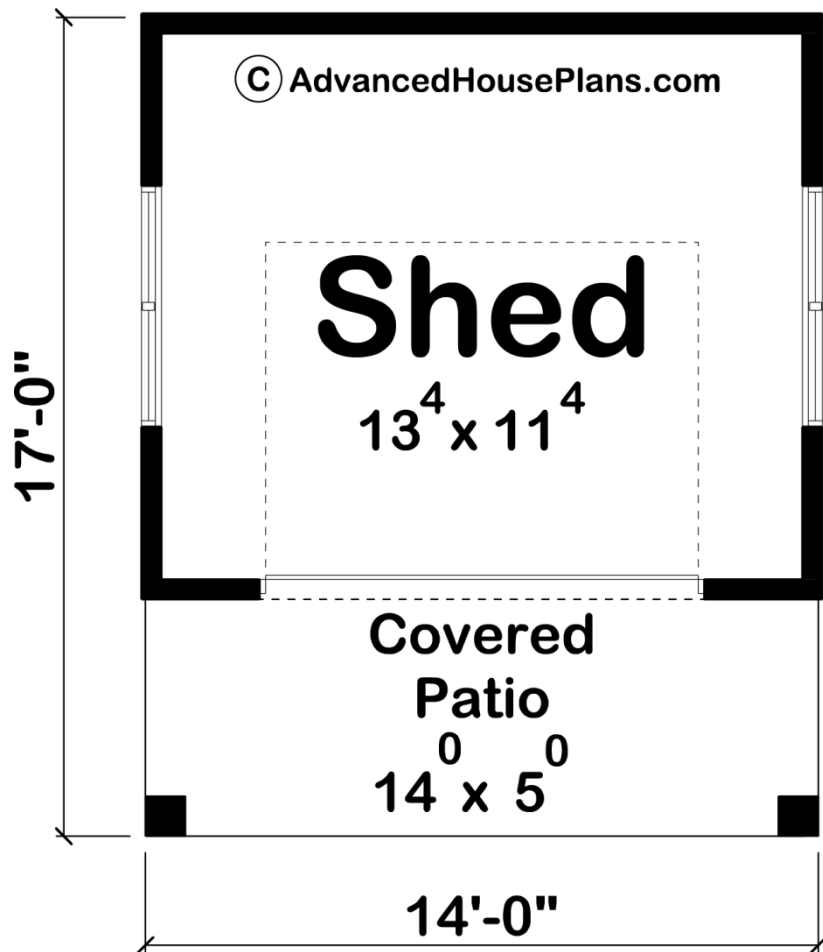 © AdvancedHousePlans.com
Shed
13⁴ x 11⁴
17'-0"
Covered
Patio
14⁰ x 5⁰
14'-0"